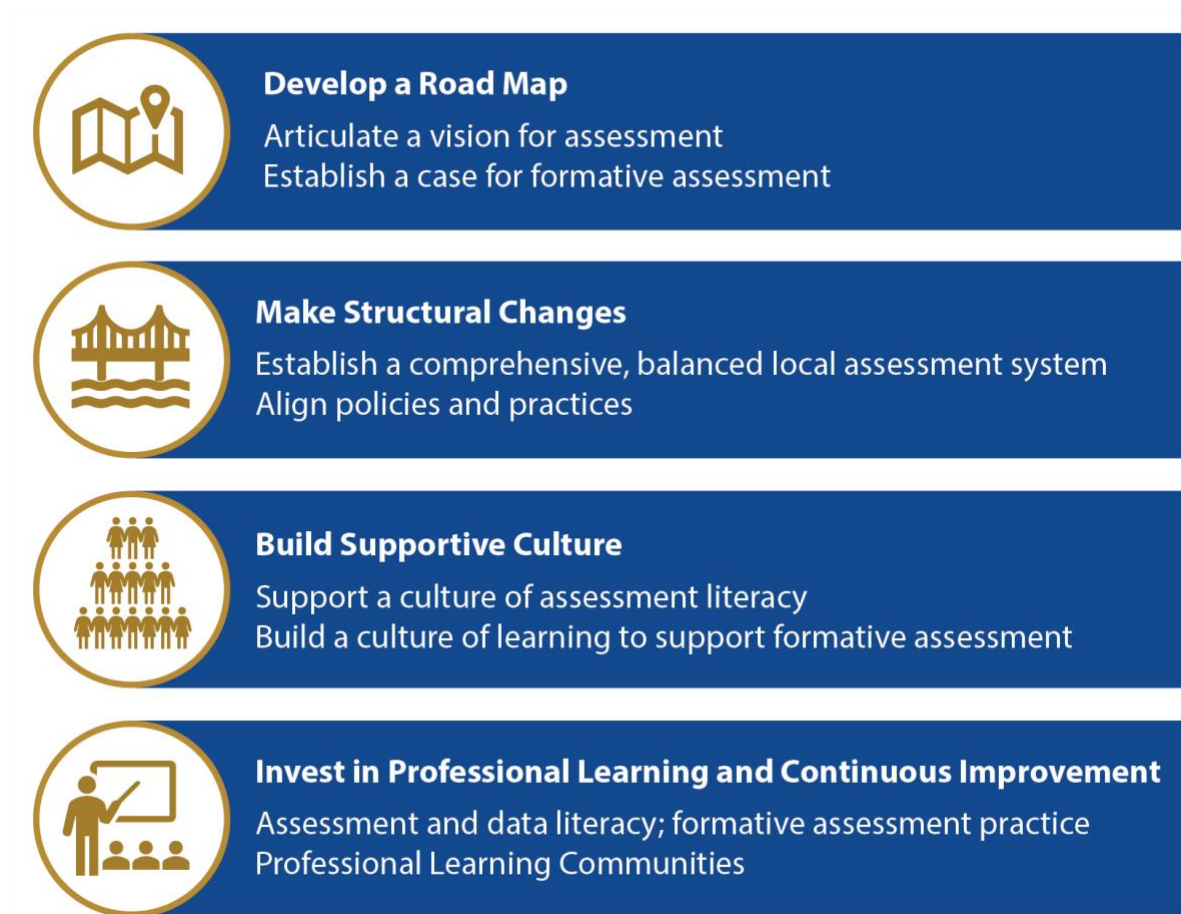 Develop a Road Map
Articulate a vision for assessment
Establish a case for formative assessment
Make Structural Changes
Establish a comprehensive, balanced local assessment system
Align policies and practices
Build Supportive Culture
Support a culture of assessment literacy
Build a culture of learning to support formative assessment
Invest in Professional Learning and Continuous Improvement
Assessment and data literacy; formative assessment practice
Professional Learning Communities